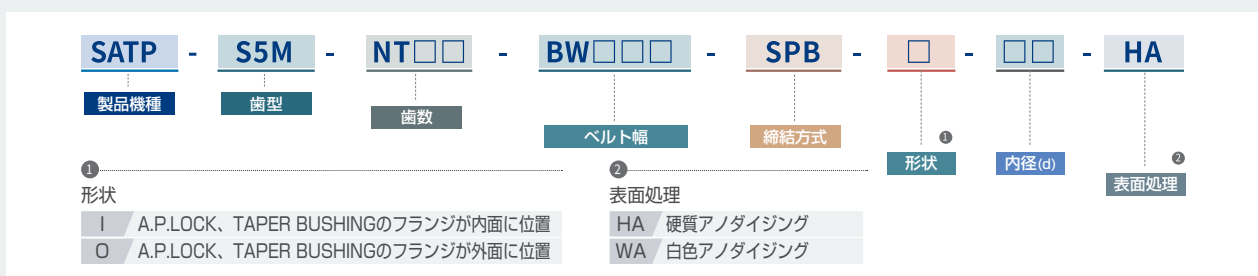 SATP - S5M - NT□□ - BW□□□ - SPB - □ - □□ - HA
製品機種 歯型 歯数 ベルト幅 締結方式 形状 ❶ 内径(d) 表面処理 ❷
❶
形状
I A.P.LOCK、TAPER BUSHINGのフランジが内面に位置
O A.P.LOCK、TAPER BUSHINGのフランジが外面に位置
❷
表面処理
HA 硬質アノダイジング
WA 白色アノダイジング